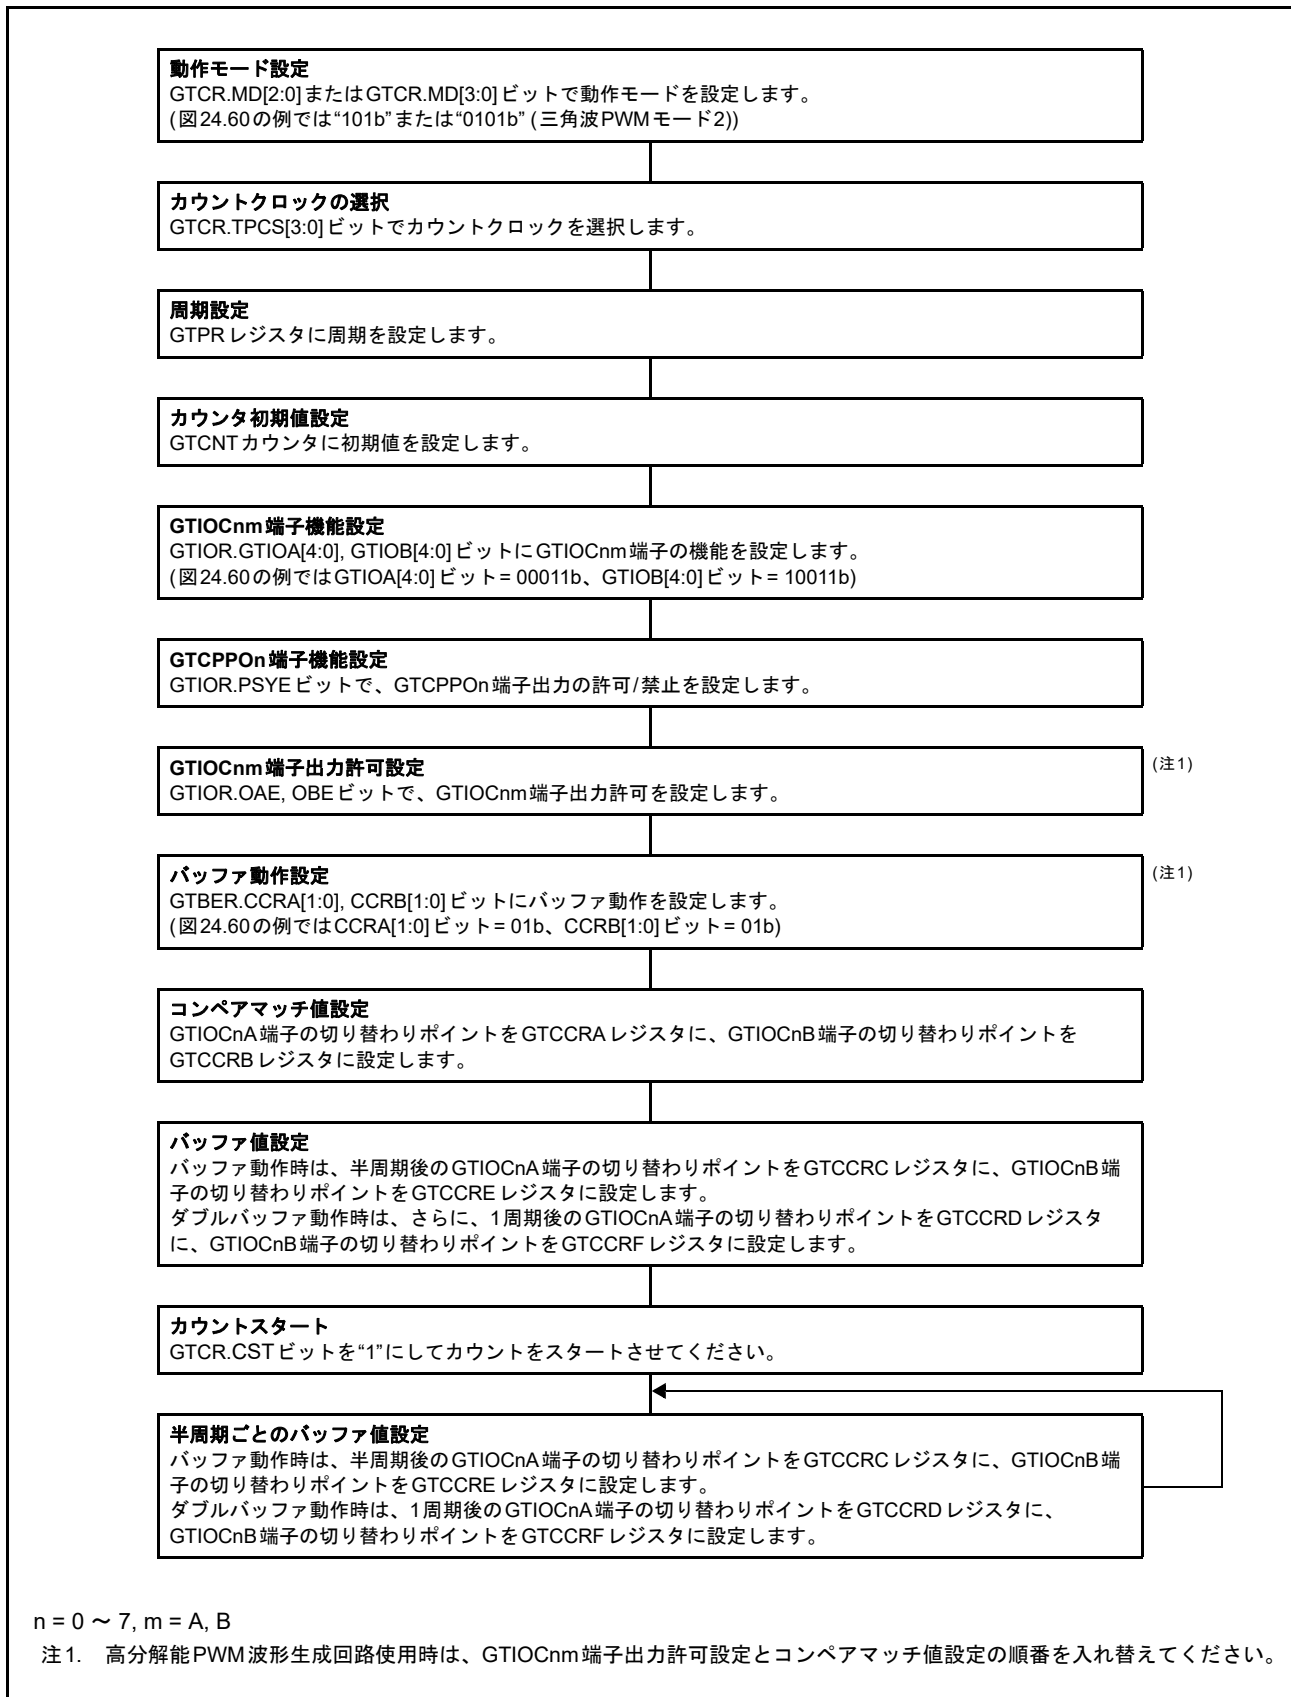 動作モード設定
GTCR.MD[2:0]またはGTCR.MD[3:0]ビットで動作モードを設定します。
(図24.60の例では“101b”または“0101b” (三角波PWMモード2))
カウントクロックの選択
GTCR.TPCS[3:0]ビットでカウントクロックを選択します。
周期設定
GTPRレジスタに周期を設定します。
カウンタ初期値設定
GTCNTカウンタに初期値を設定します。
GTIOCnm端子機能設定
GTIOR.GTIOA[4:0], GTIOB[4:0]ビットにGTIOCnm端子の機能を設定します。
(図24.60の例ではGTIOA[4:0]ビット= 00011b、GTIOB[4:0]ビット= 10011b)
GTCPPOn端子機能設定
GTIOR.PSYEビットで、GTCPPOn端子出力の許可/禁止を設定します。
GTIOCnm端子出力許可設定
(注1)
GTIOR.OAE, OBEビットで、GTIOCnm端子出力許可を設定します。
バッファ動作設定
(注1)
GTBER.CCRA[1:0], CCRB[1:0]ビットにバッファ動作を設定します。
(図24.60の例ではCCRA[1:0]ビット= 01b、CCRB[1:0]ビット= 01b)
コンペアマッチ値設定
GTIOCnA端子の切り替わりポイントをGTCCRAレジスタに、GTIOCnB端子の切り替わりポイントを
GTCCRBレジスタに設定します。
バッファ値設定
バッファ動作時は、半周期後のGTIOCnA端子の切り替わりポイントをGTCCRCレジスタに、GTIOCnB端
子の切り替わりポイントをGTCCREレジスタに設定します。
ダブルバッファ動作時は、さらに、1周期後のGTIOCnA端子の切り替わりポイントをGTCCRDレジスタ
に、GTIOCnB端子の切り替わりポイントをGTCCRFレジスタに設定します。
カウントスタート
GTCR.CSTビットを“1”にしてカウントをスタートさせてください。
半周期ごとのバッファ値設定
バッファ動作時は、半周期後のGTIOCnA端子の切り替わりポイントをGTCCRCレジスタに、GTIOCnB端
子の切り替わりポイントをGTCCREレジスタに設定します。
ダブルバッファ動作時は、1周期後のGTIOCnA端子の切り替わりポイントをGTCCRDレジスタに、
GTIOCnB端子の切り替わりポイントをGTCCRFレジスタに設定します。
n = 0 ～ 7, m = A, B
注1. 高分解能PWM波形生成回路使用時は、GTIOCnm端子出力許可設定とコンペアマッチ値設定の順番を入れ替えてください。